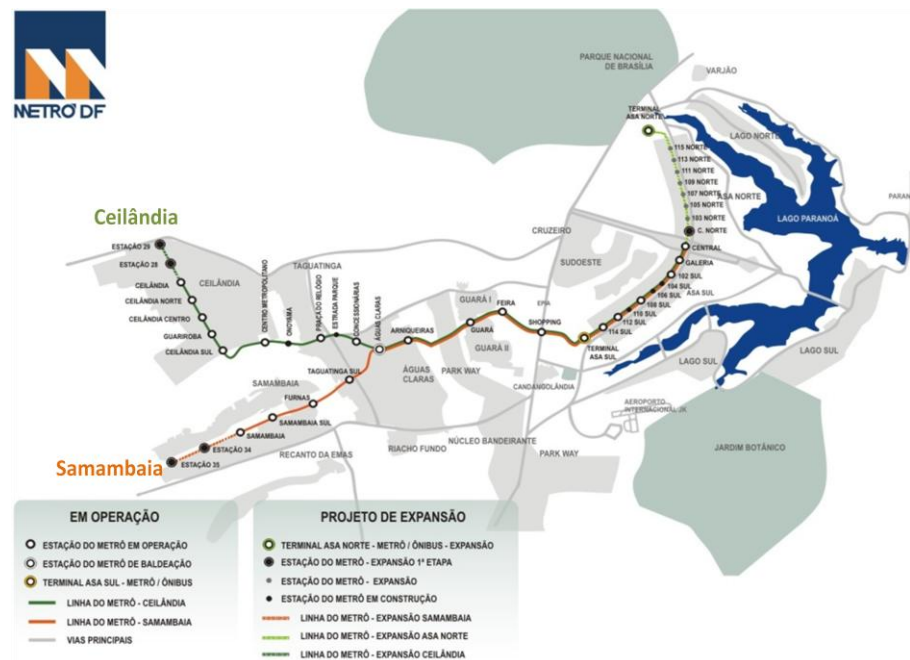 METRÔ DF
PARQUE NACIONAL
DE BRASÍLIA
VARJÃO
TERMINAL
ASA NORTE
LAGO NORTE
115 NORTE
113 NORTE
111 NORTE
109 NORTE
107 NORTE
105 NORTE
103 NORTE
ASA NORTE
C. NORTE
LAGO PARANOÁ
PARAN
Ceilândia
ESTAÇÃO 29
ESTAÇÃO 28
CEILÂNDIA
CEILÂNDIA
CEILÂNDIA NORTE
CEILÂNDIA CENTRO
GUARIROBA
CEILÂNDIA SUL
CENTRO METROPOLITANO
ONOYAMA
TAGUATINGA
PRAÇA DO RELÓGIO
ESTRADA PARQUE
CONCESSIONÁRIAS
ÁGUAS CLARAS
ARNIQUEIRAS
CRUZEIRO
SUDOESTE
CENTRAL
GALERIA
102 SUL
104 SUL
106 SUL
108 SUL
110 SUL
112 SUL
114 SUL
ASA SUL
GUARÁ I
FEIRA
EPIA
GUARÁ
SHOPPING
GUARÁ II
TERMINAL
ASA SUL
LAGO SUL
LAGO SUL
TAGUATINGA SUL
ÁGUAS
CLARAS
PARK WAY
CANDANGOLÂNDIA
SAMAMBAIA
FURNAS
SAMAMBAIA SUL
SAMAMBAIA
ESTAÇÃO 34
ESTAÇÃO 35
Samambaia
AEROPORTO
INTERNACIONAL JK
RECANTO DA EMAS
RIACHO FUNDO
NÚCLEO BANDEIRANTE
PARK WAY
JARDIM BOTÂNICO
EM OPERAÇÃO
ESTAÇÃO DO METRÔ EM OPERAÇÃO
ESTAÇÃO DO METRÔ DE BALDEAÇÃO
TERMINAL ASA SUL - METRÔ / ÔNIBUS
LINHA DO METRÔ - CEILÂNDIA
LINHA DO METRÔ - SAMAMBAIA
VIAS PRINCIPAIS
PROJETO DE EXPANSÃO
TERMINAL ASA NORTE - METRÔ / ÔNIBUS - EXPANSÃO
ESTAÇÃO DO METRÔ - EXPANSÃO 1ª ETAPA
ESTAÇÃO DO METRÔ - EXPANSÃO
ESTAÇÃO DO METRÔ EM CONSTRUÇÃO
LINHA DO METRÔ - EXPANSÃO SAMAMBAIA
LINHA DO METRÔ - EXPANSÃO ASA NORTE
LINHA DO METRÔ - EXPANSÃO CEILÂNDIA